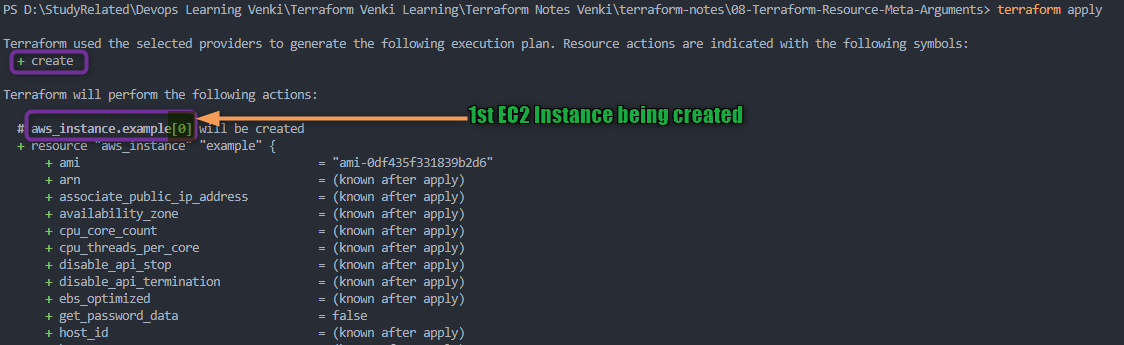 PS D:\StudyRelated\Devops Learning Venki\Terraform Venki Learning\Terraform Notes Venki\terraform-notes\08-Terraform-Resource-Meta-Arguments> terraform apply
Terraform used the selected providers to generate the following execution plan. Resource actions are indicated with the following symbols:
+ create
Terraform will perform the following actions:
1st EC2 Instance being created
# aws_instance.example[0] will be created
+ resource "aws_instance" "example" {
+ ami = "ami-0df435f331839b2d6"
+ arn = (known after apply)
+ associate_public_ip_address = (known after apply)
+ availability_zone = (known after apply)
+ cpu_core_count = (known after apply)
+ cpu_threads_per_core = (known after apply)
+ disable_api_stop = (known after apply)
+ disable_api_termination = (known after apply)
+ ebs_optimized = (known after apply)
+ get_password_data = false
+ host_id = (known after apply)